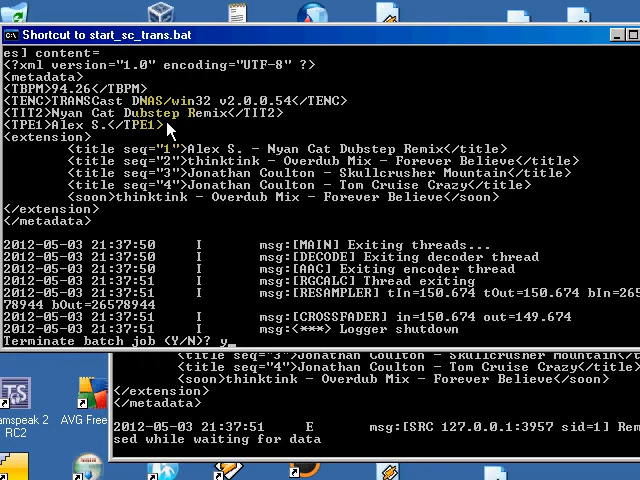 Shortcut to start_sc_trans.bat
es] content=
<?xml version="1.0" encoding="UTF-8" ?>
<metadata>
<TBPM>94.26</TBPM>
<TENC>TRANSCast DNAS/win32 v2.0.0.54</TENC>
<TIT2>Nyan Cat Dubstep Remix</TIT2>
<TPE1>Alex S.</TPE1>
<extension>
<title seq="1">Alex S. - Nyan Cat Dubstep Remix</title>
<title seq="2">thinktink - Overdub Mix - Forever Believe</title>
<title seq="3">Jonathan Coulton - Skullcrusher Mountain</title>
<title seq="4">Jonathan Coulton - Tom Cruise Crazy</title>
<soon>thinktink - Overdub Mix - Forever Believe</soon>
</extension>
</metadata>
2012-05-03 21:37:50 I msg:[MAIN] Exiting threads...
2012-05-03 21:37:50 I msg:[DECODE] Exiting decoder thread
2012-05-03 21:37:50 I msg:[AAC] Exiting encoder thread
2012-05-03 21:37:51 I msg:[RGCALC] Thread exiting
2012-05-03 21:37:51 I msg:[RESAMPLER] tIn=150.674 tOut=150.674 bIn=265
78944 bOut=26578944
2012-05-03 21:37:51 I msg:[CROSSFADER] in=150.674 out=149.674
2012-05-03 21:37:51 I msg:<***> Logger shutdown
Terminate batch job (Y/N)? y_
<title seq="3">Jonathan Coulton - Skullcrusher Mountain</tit
<title seq="4">Jonathan Coulton - Tom Cruise Crazy</title>
<soon>thinktink - Overdub Mix - Forever Believe</soon>
</extension>
</metadata>
2012-05-03 21:37:51 E msg:[SRC 127.0.0.1:3957 sid=1] Rem
sed while waiting for data
amspeak 2
RC2
AVG Free